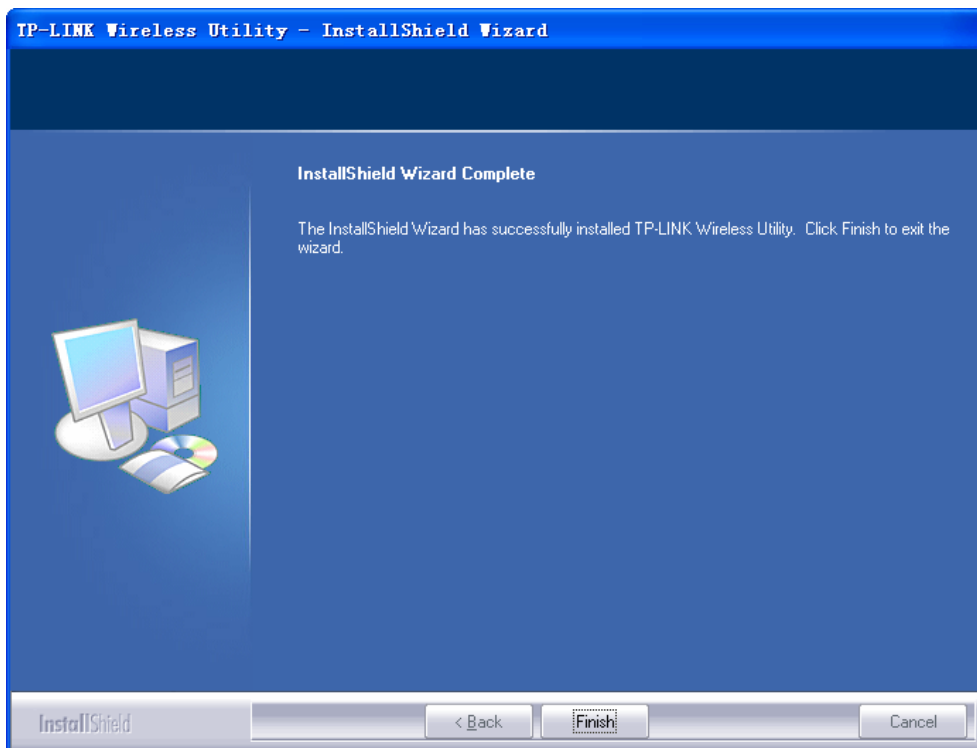 TP-LINK Wireless Utility - InstallShield Wizard
InstallShield Wizard Complete
The InstallShield Wizard has successfully installed TP-LINK Wireless Utility. Click Finish to exit the
wizard.
InstallShield
< Back
Finish
Cancel